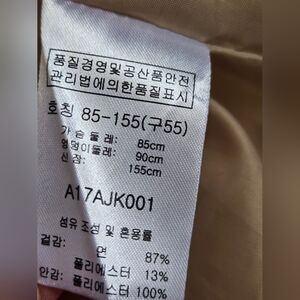 품질경영및공산품안전
관리법에의한품질표시
호칭 85-155(구55)
가슴둘레: 85cm
엉덩이둘레: 90cm
신장: 155cm
A17AJK001
섬유조성 및 혼용률
겉감: 면 87%
폴리에스터 13%
안감: 폴리에스터 100%